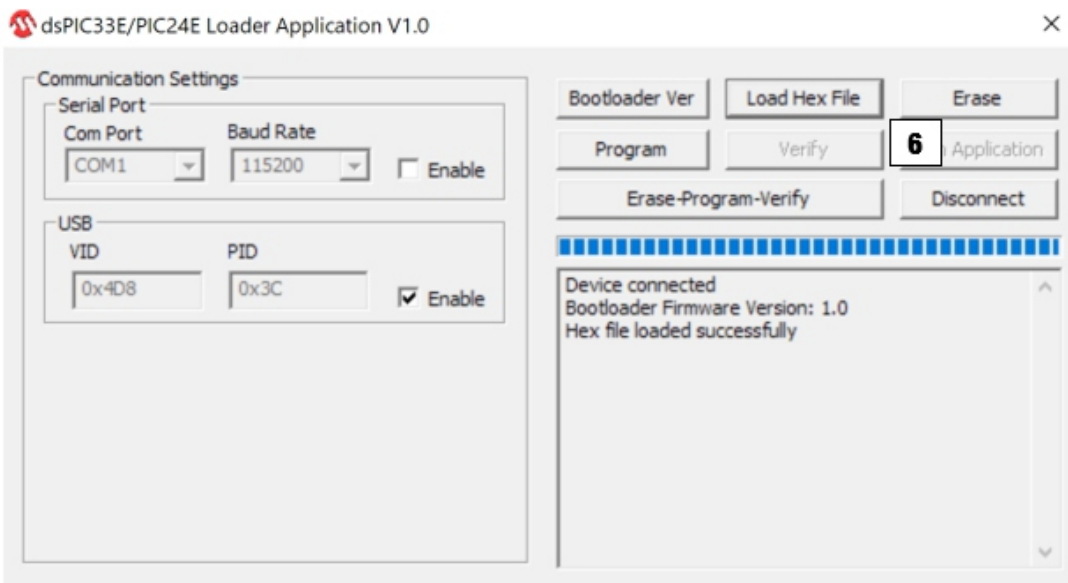 dsPIC33E/PIC24E Loader Application V1.0
Communication Settings
Serial Port
Com Port Baud Rate
COM1 115200 Enable
USB
VID PID
0x4D8 0x3C Enable
Bootloader Ver Load Hex File Erase
Program Verify 6 Application
Erase-Program-Verify Disconnect
Device connected
Bootloader Firmware Version: 1.0
Hex file loaded successfully